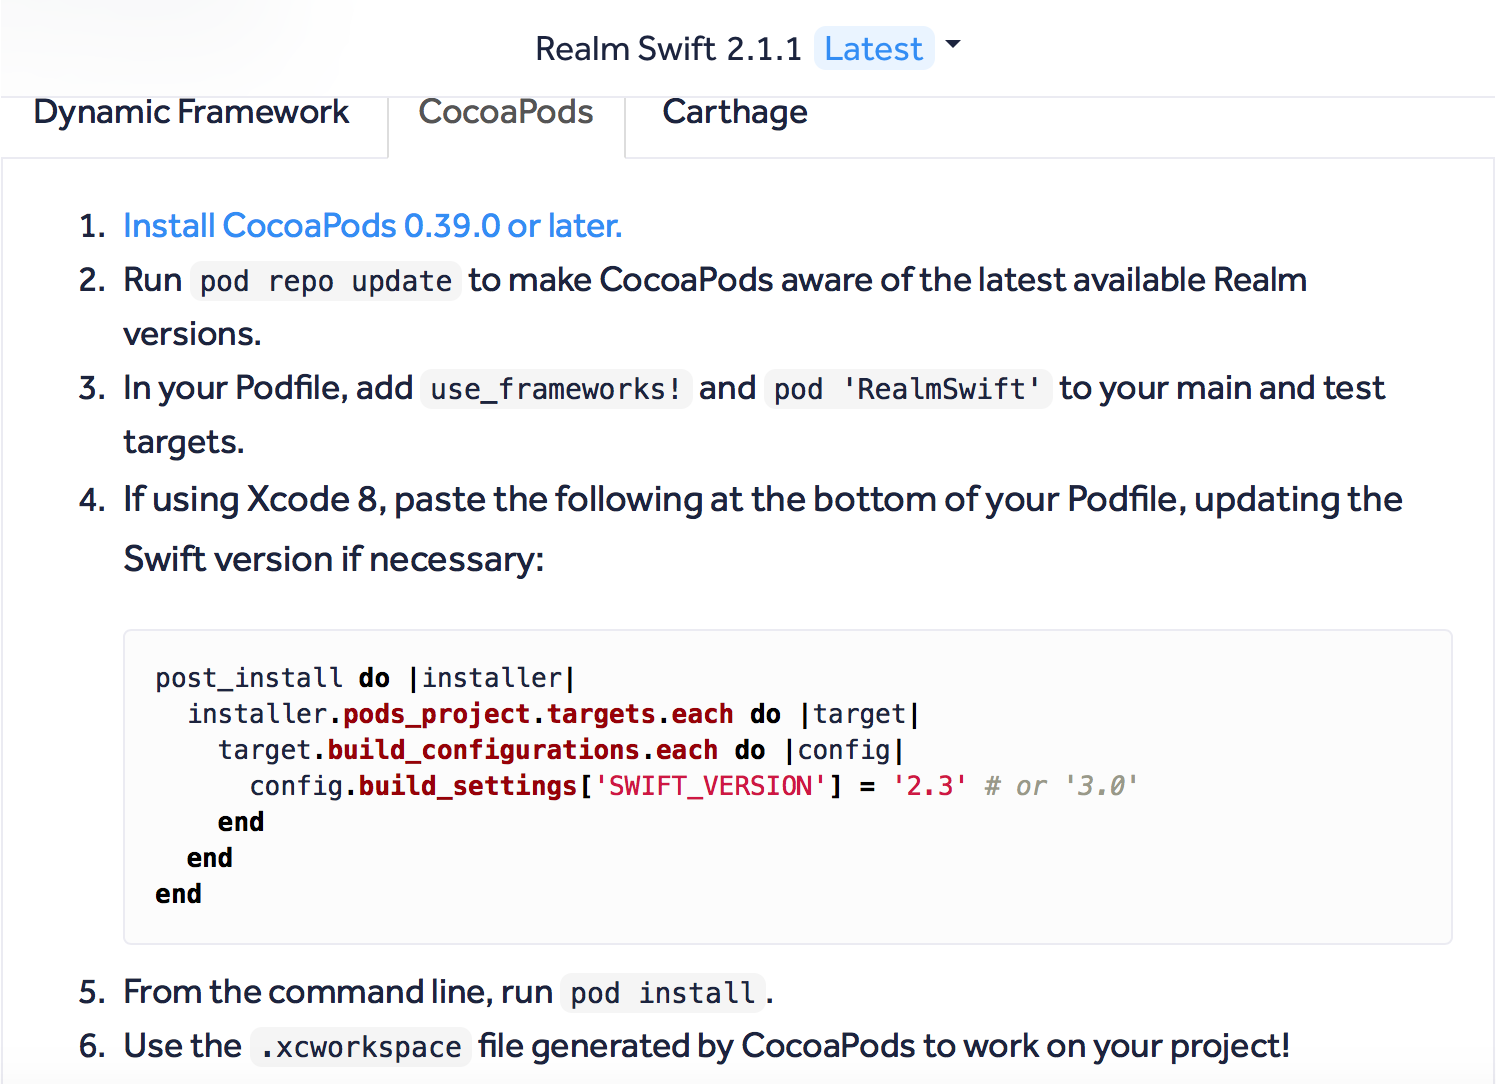 Realm Swift 2.1.1 Latest
Dynamic Framework CocoaPods Carthage
1. Install CocoaPods 0.39.0 or later.
2. Run pod repo update to make CocoaPods aware of the latest available Realm
versions.
3. In your Podfile, add use_frameworks! and pod 'RealmSwift' to your main and test
targets.
4. If using Xcode 8, paste the following at the bottom of your Podfile, updating the
Swift version if necessary:
post_install do |installer|
  installer.pods_project.targets.each do |target|
    target.build_configurations.each do |config|
      config.build_settings['SWIFT_VERSION'] = '2.3' # or '3.0'
    end
  end
end
5. From the command line, run pod install.
6. Use the .xcworkspace file generated by CocoaPods to work on your project!